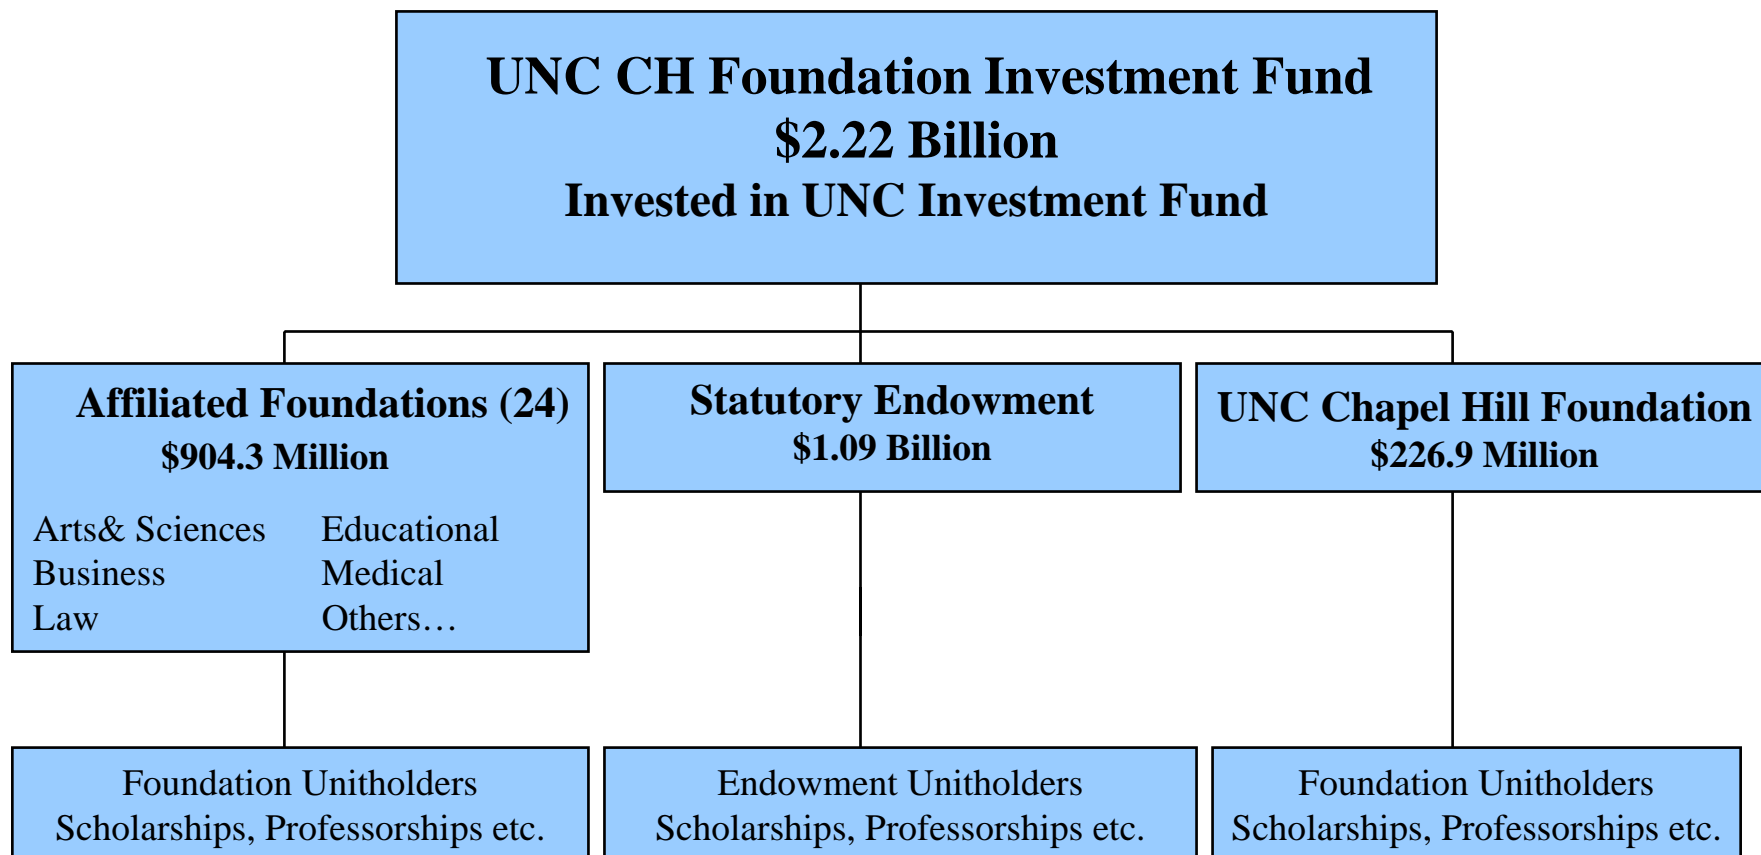 UNC CH Foundation Investment Fund
$2.22 Billion
Invested in UNC Investment Fund
Affiliated Foundations (24)
$904.3 Million
Arts& Sciences
Business
Law
Educational
Medical
Others…
Statutory Endowment
$1.09 Billion
UNC Chapel Hill Foundation
$226.9 Million
Foundation Unitholders
Scholarships, Professorships etc.
Endowment Unitholders
Scholarships, Professorships etc.
Foundation Unitholders
Scholarships, Professorships etc.